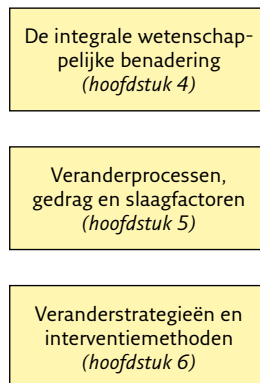 De integrale wetenschap-
pelijke benadering
(hoofdstuk 4)
Veranderprocessen,
gedrag en slaagfactoren
(hoofdstuk 5)
Veranderstrategieën en
interventiemethoden
(hoofdstuk 6)